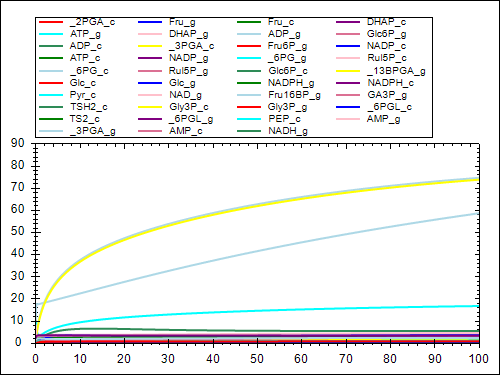 _2PGA_c Fru_g Fru_c DHAP_c
ATP_g DHAP_g ADP_g Glc6P_c
ADP_c _3PGA_c Fru6P_g NADP_c
ATP_c NADP_g _6PG_g Rul5P_c
_6PG_c Rul5P_g Glc6P_c _13BPGA_g
Glc_c Glc_g NADPH_g NADPH_c
Pyr_c NAD_g Fru16BP_g GA3P_g
TSH2_c Gly3P_c Gly3P_g _6PGL_c
TS2_c _6PGL_g PEP_c AMP_g
_3PGA_g AMP_c NADH_g
90
80
70
60
50
40
30
20
10
0
0 10 20 30 40 50 60 70 80 90 100